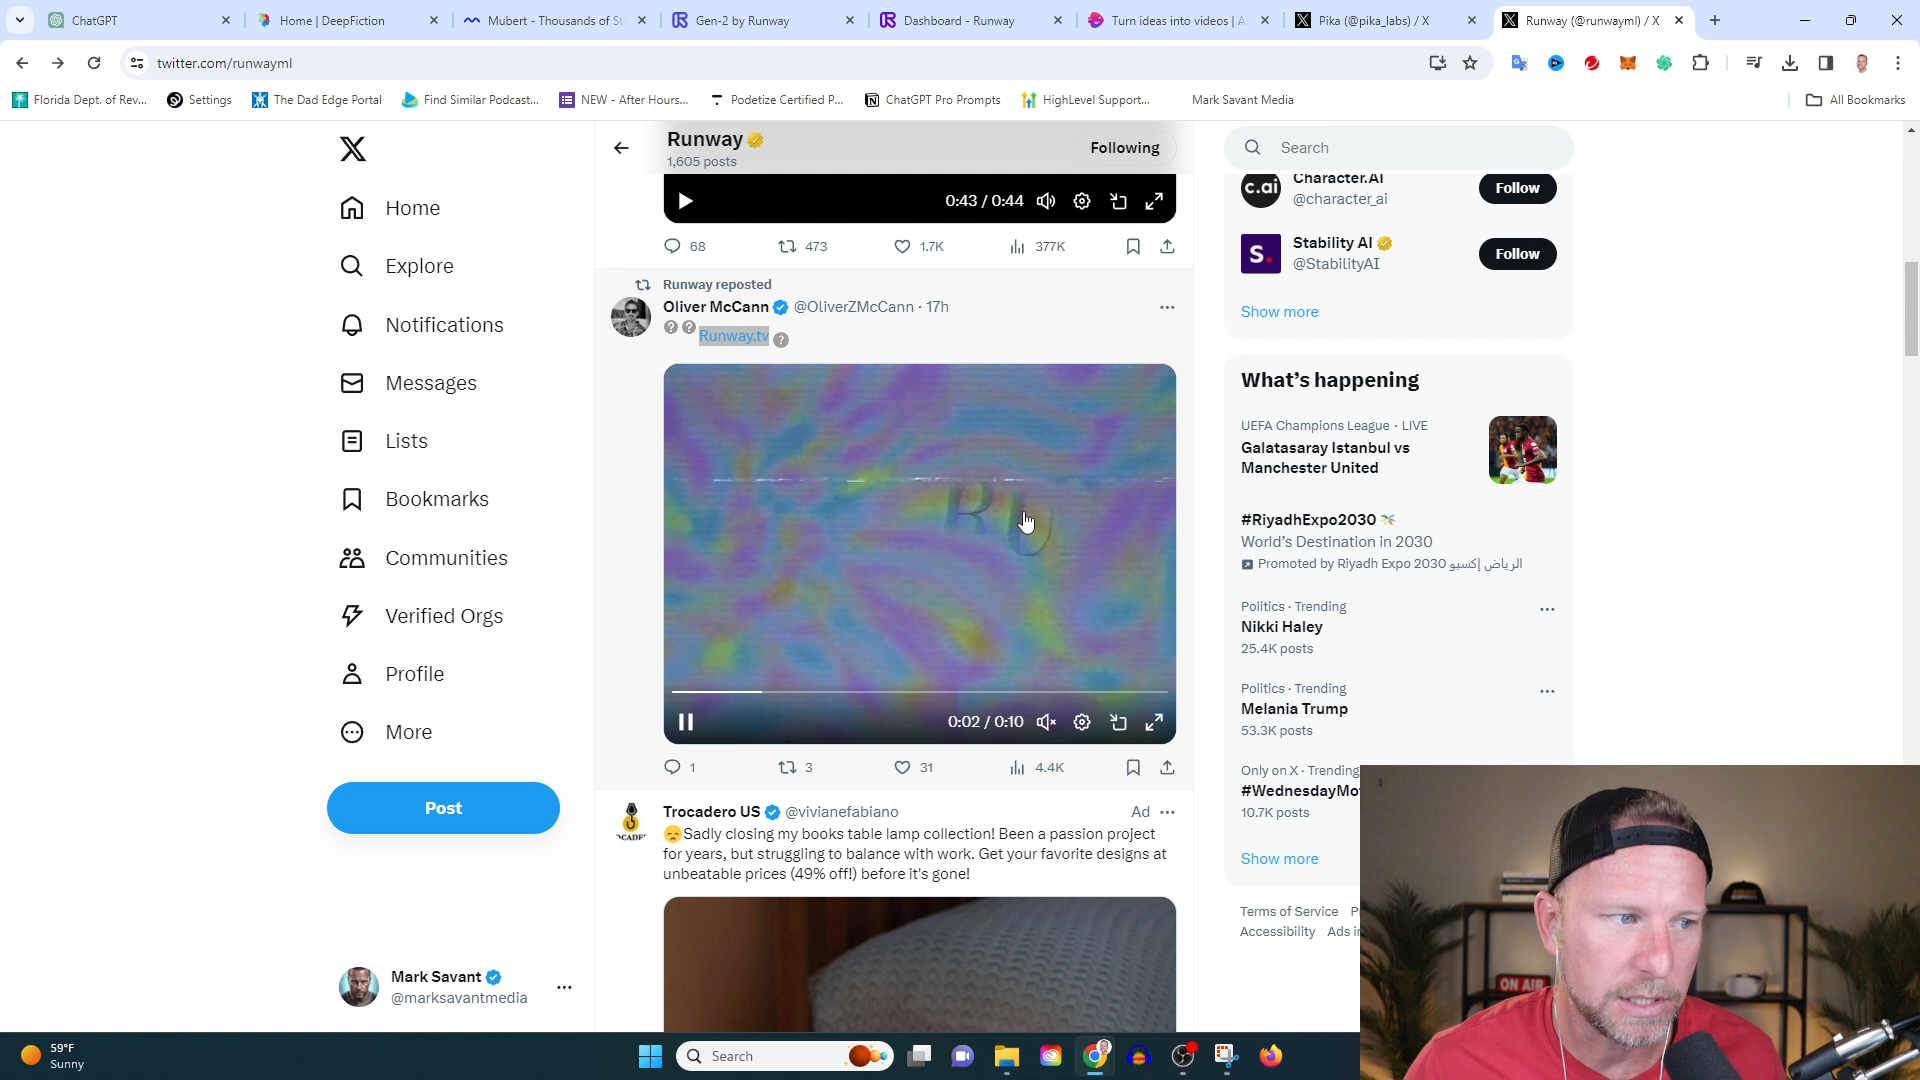 ChatGPT
Home | DeepFiction
Mubert - Thousands of St
Gen-2 by Runway
Dashboard - Runway
Turn ideas into videos | AI
Pika (@pika_labs) / X
Runway (@runwayml) / X
twitter.com/runwayml
Florida Dept. of Rev...
Settings
The Dad Edge Portal
Find Similar Podcast...
NEW - After Hours...
Podetize Certified P...
ChatGPT Pro Prompts
HighLevel Support...
Mark Savant Media
All Bookmarks
Home
Explore
Notifications
Messages
Lists
Bookmarks
Communities
Verified Orgs
Profile
More
Post
Mark Savant
@marksavantmedia
Runway
1,605 posts
Following
0:43 / 0:44
68 473 1.7K 377K
Runway reposted
Oliver McCann @OliverZMcCann · 17h
Runway.tv
RU
0:02 / 0:10
1 3 31 4.4K
Trocadero US @vivianefabiano Ad
😞Sadly closing my books table lamp collection! Been a passion project
for years, but struggling to balance with work. Get your favorite designs at
unbeatable prices (49% off!) before it's gone!
Search
c.ai
Character.AI
@character_ai
Follow
S.
Stability AI
@StabilityAI
Follow
Show more
What's happening
UEFA Champions League · LIVE
Galatasaray Istanbul vs
Manchester United
#RiyadhExpo2030
World's Destination in 2030
Promoted by Riyadh Expo 2030 الرياض إكسبو
Politics · Trending
Nikki Haley
25.4K posts
Politics · Trending
Melania Trump
53.3K posts
Only on X · Trending
#WednesdayMo
10.7K posts
Show more
Terms of Service
Accessibility Ads
ON AIR
59°F
Sunny
Search